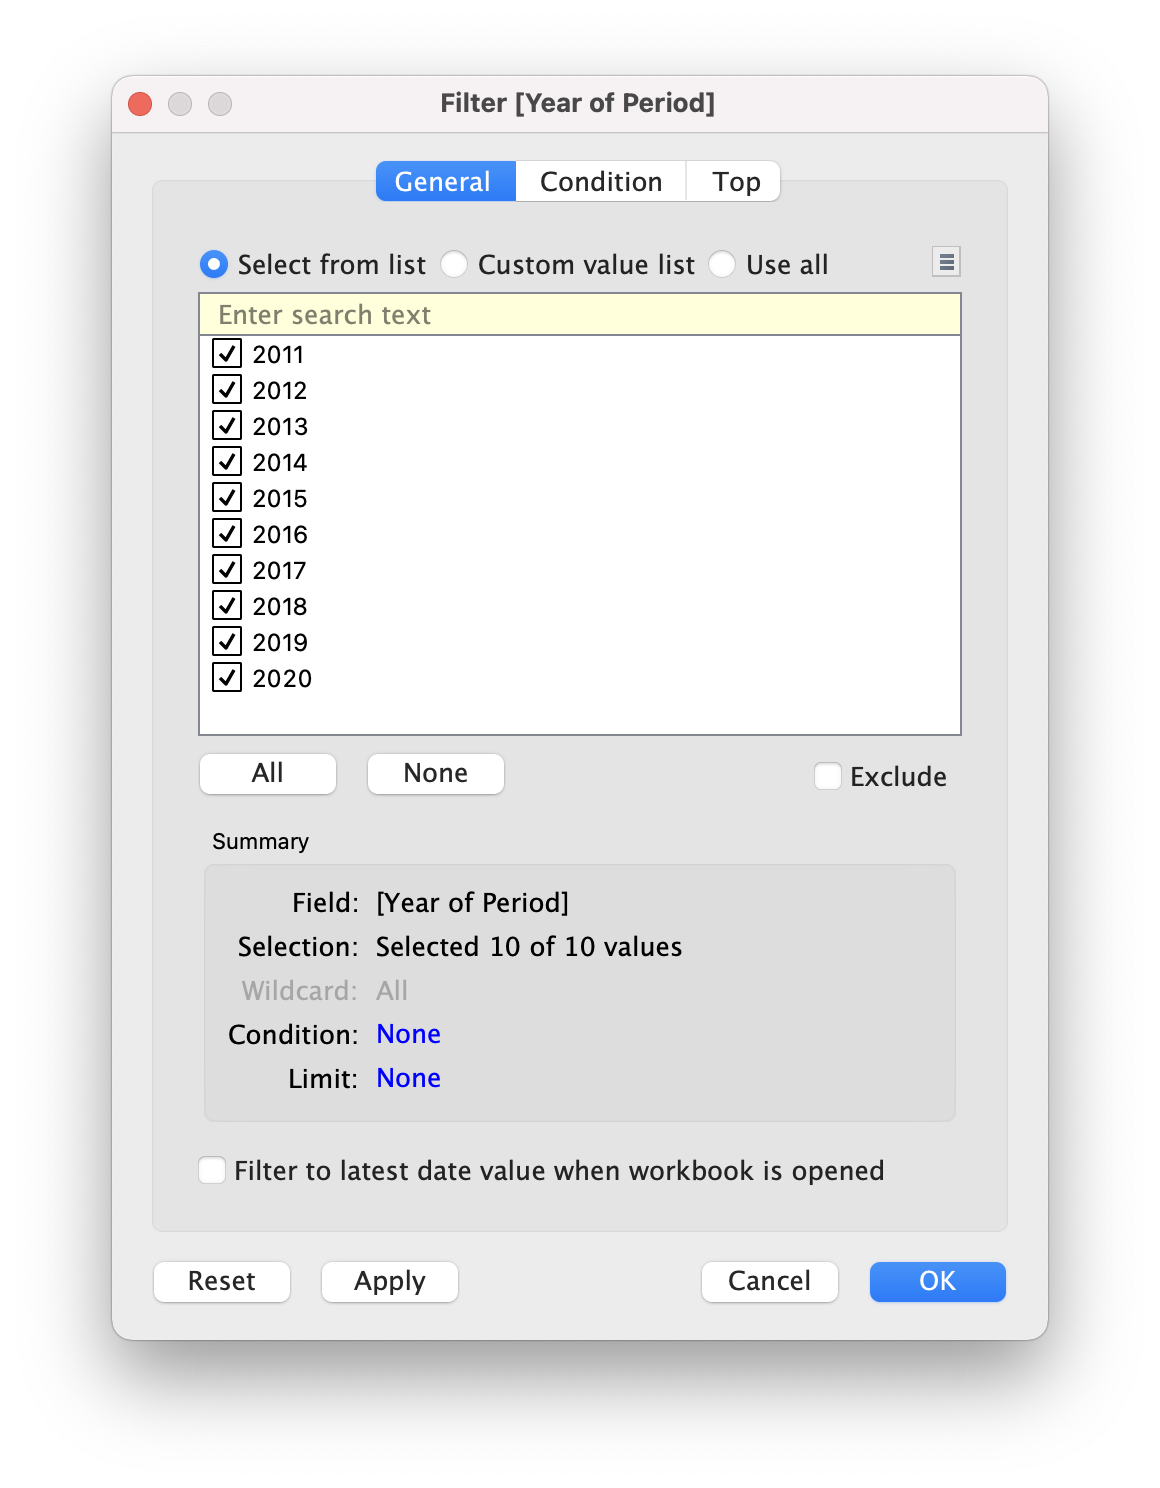 Filter [Year of Period]
General Condition Top
Select from list Custom value list Use all
Enter search text
2011
2012
2013
2014
2015
2016
2017
2018
2019
2020
All None Exclude
Summary
Field: [Year of Period]
Selection: Selected 10 of 10 values
Wildcard: All
Condition: None
Limit: None
Filter to latest date value when workbook is opened
Reset Apply Cancel OK